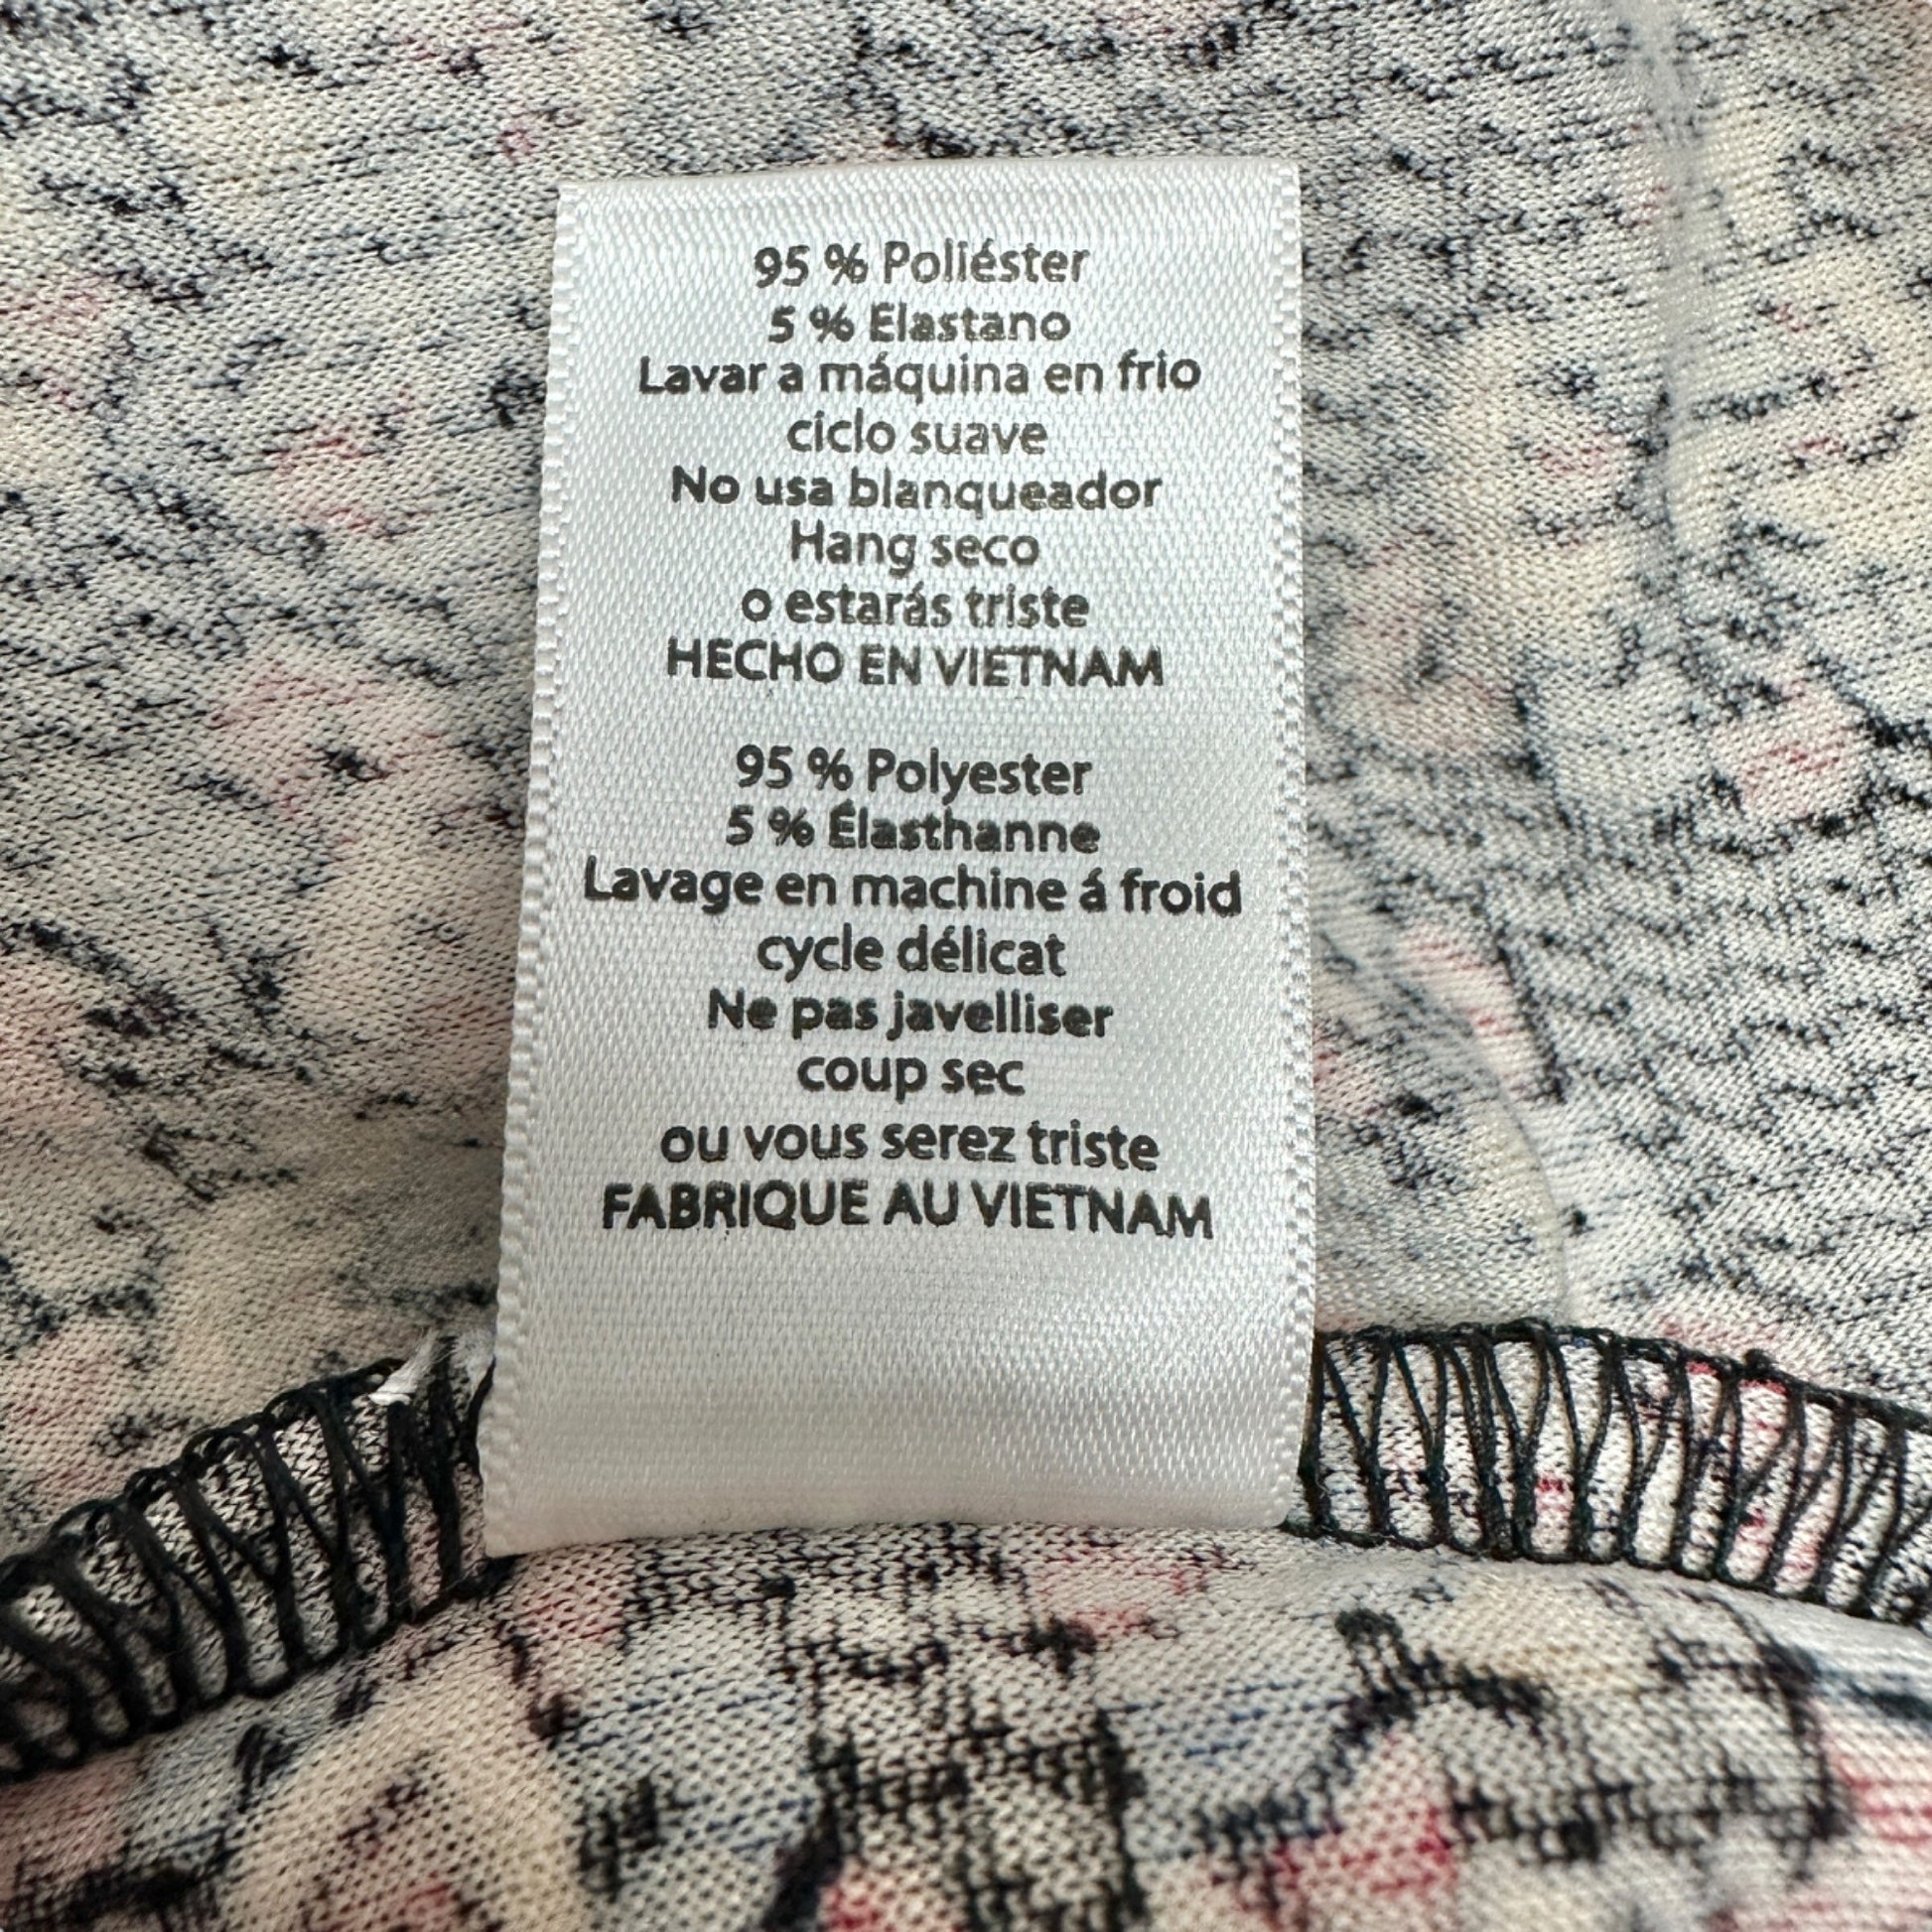 95 % Poliéster
5 % Elastano
Lavar a máquina en frio
ciclo suave
No usa blanqueador
Hang seco
o estarás triste
HECHO EN VIETNAM
95 % Polyester
5 % Élasthanne
Lavage en machine á froid
cycle délicat
Ne pas javelliser
coup sec
ou vous serez triste
FABRIQUE AU VIETNAM